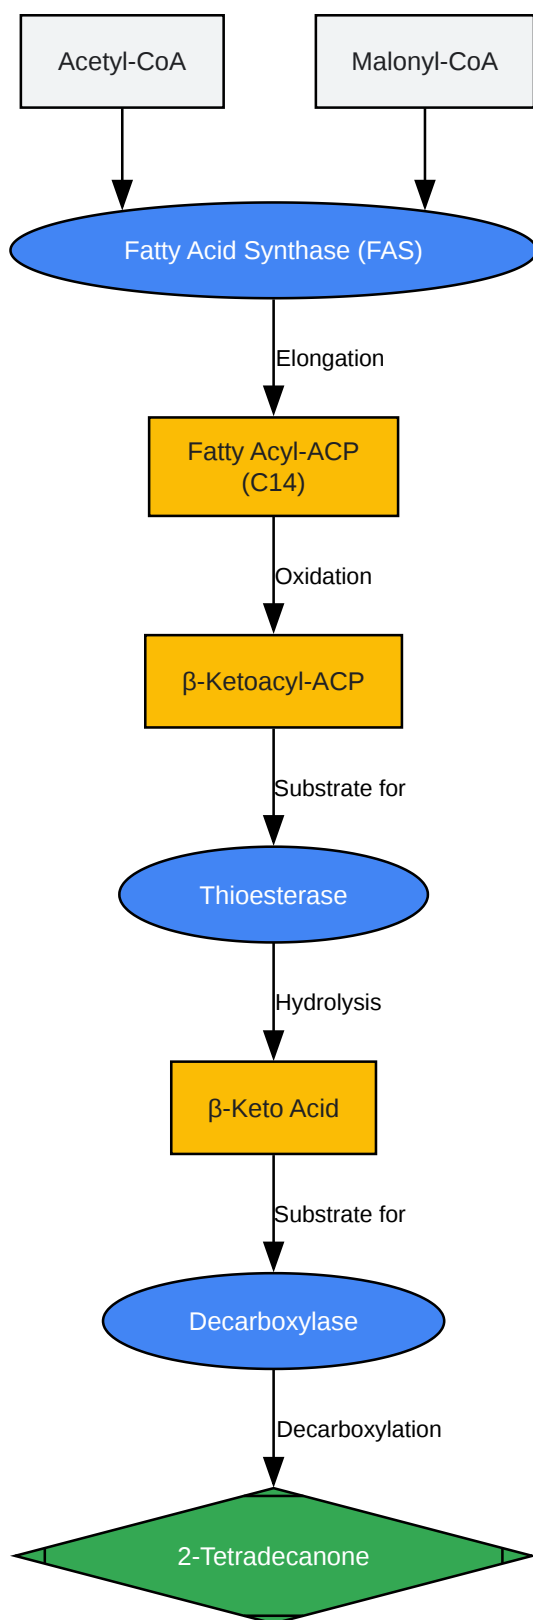 Acetyl-CoA
Malonyl-CoA
Fatty Acid Synthase (FAS)
Elongation
Fatty Acyl-ACP
(C14)
Oxidation
β-Ketoacyl-ACP
Substrate for
Thioesterase
Hydrolysis
β-Keto Acid
Substrate for
Decarboxylase
Decarboxylation
2-Tetradecanone